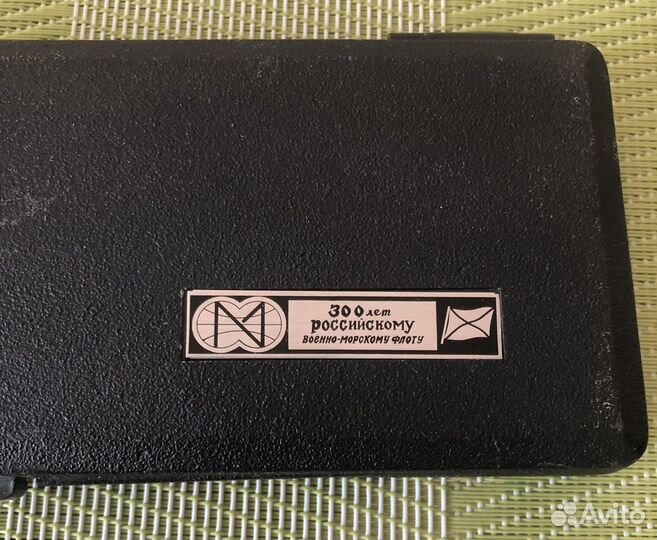 N
300 лет
российскому
военно-морскому флоту
Avito